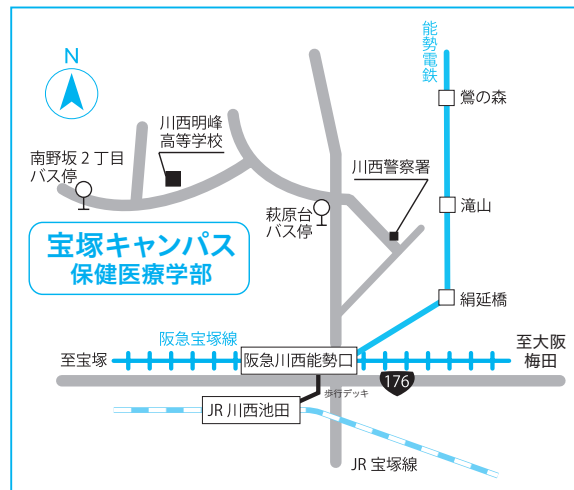 N
能勢電鉄
鶯の森
川西明峰
高等学校
南野坂2丁目
バス停
川西警察署
滝山
萩原台
バス停
宝塚キャンパス
保健医療学部
絹延橋
阪急宝塚線
至宝塚
阪急川西能勢口
至大阪
梅田
176
歩行デッキ
JR川西池田
JR宝塚線